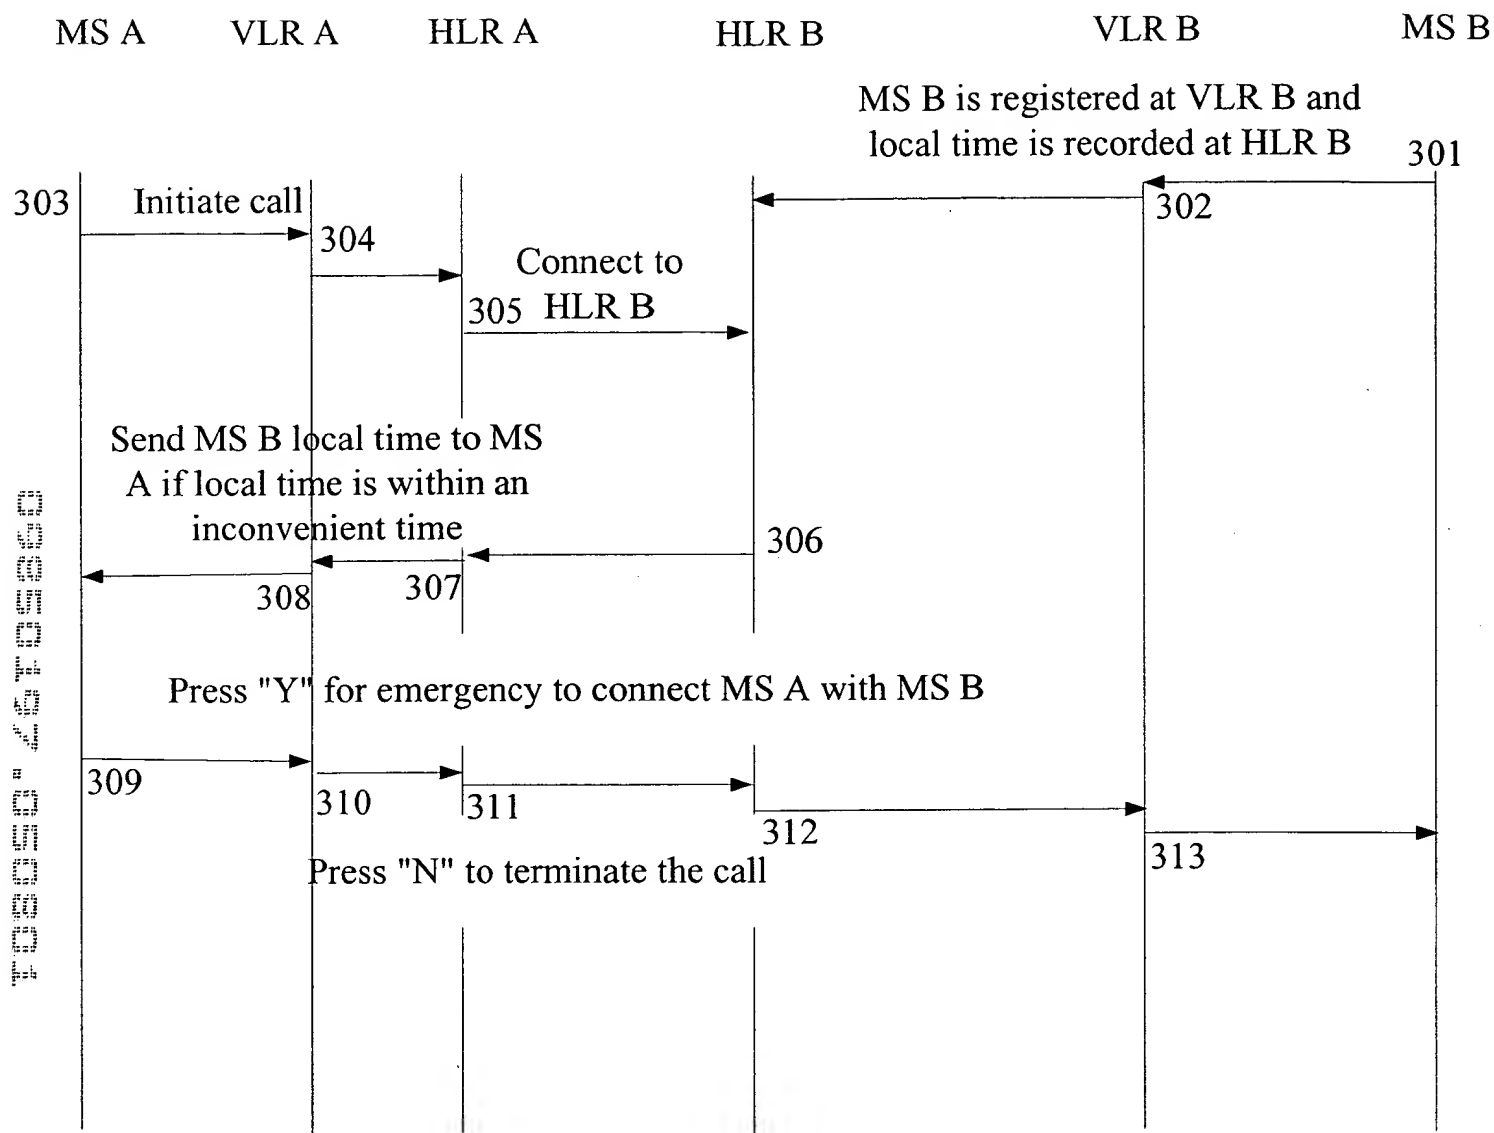 MS A VLR A HLR A HLR B VLR B MS B
MS B is registered at VLR B and
local time is recorded at HLR B
301
302
303
Initiate call
304
Connect to
305 HLR B
Send MS B local time to MS
A if local time is within an
inconvenient time
306
307
308
Press "Y" for emergency to connect MS A with MS B
309
310
311
312
313
Press "N" to terminate the call